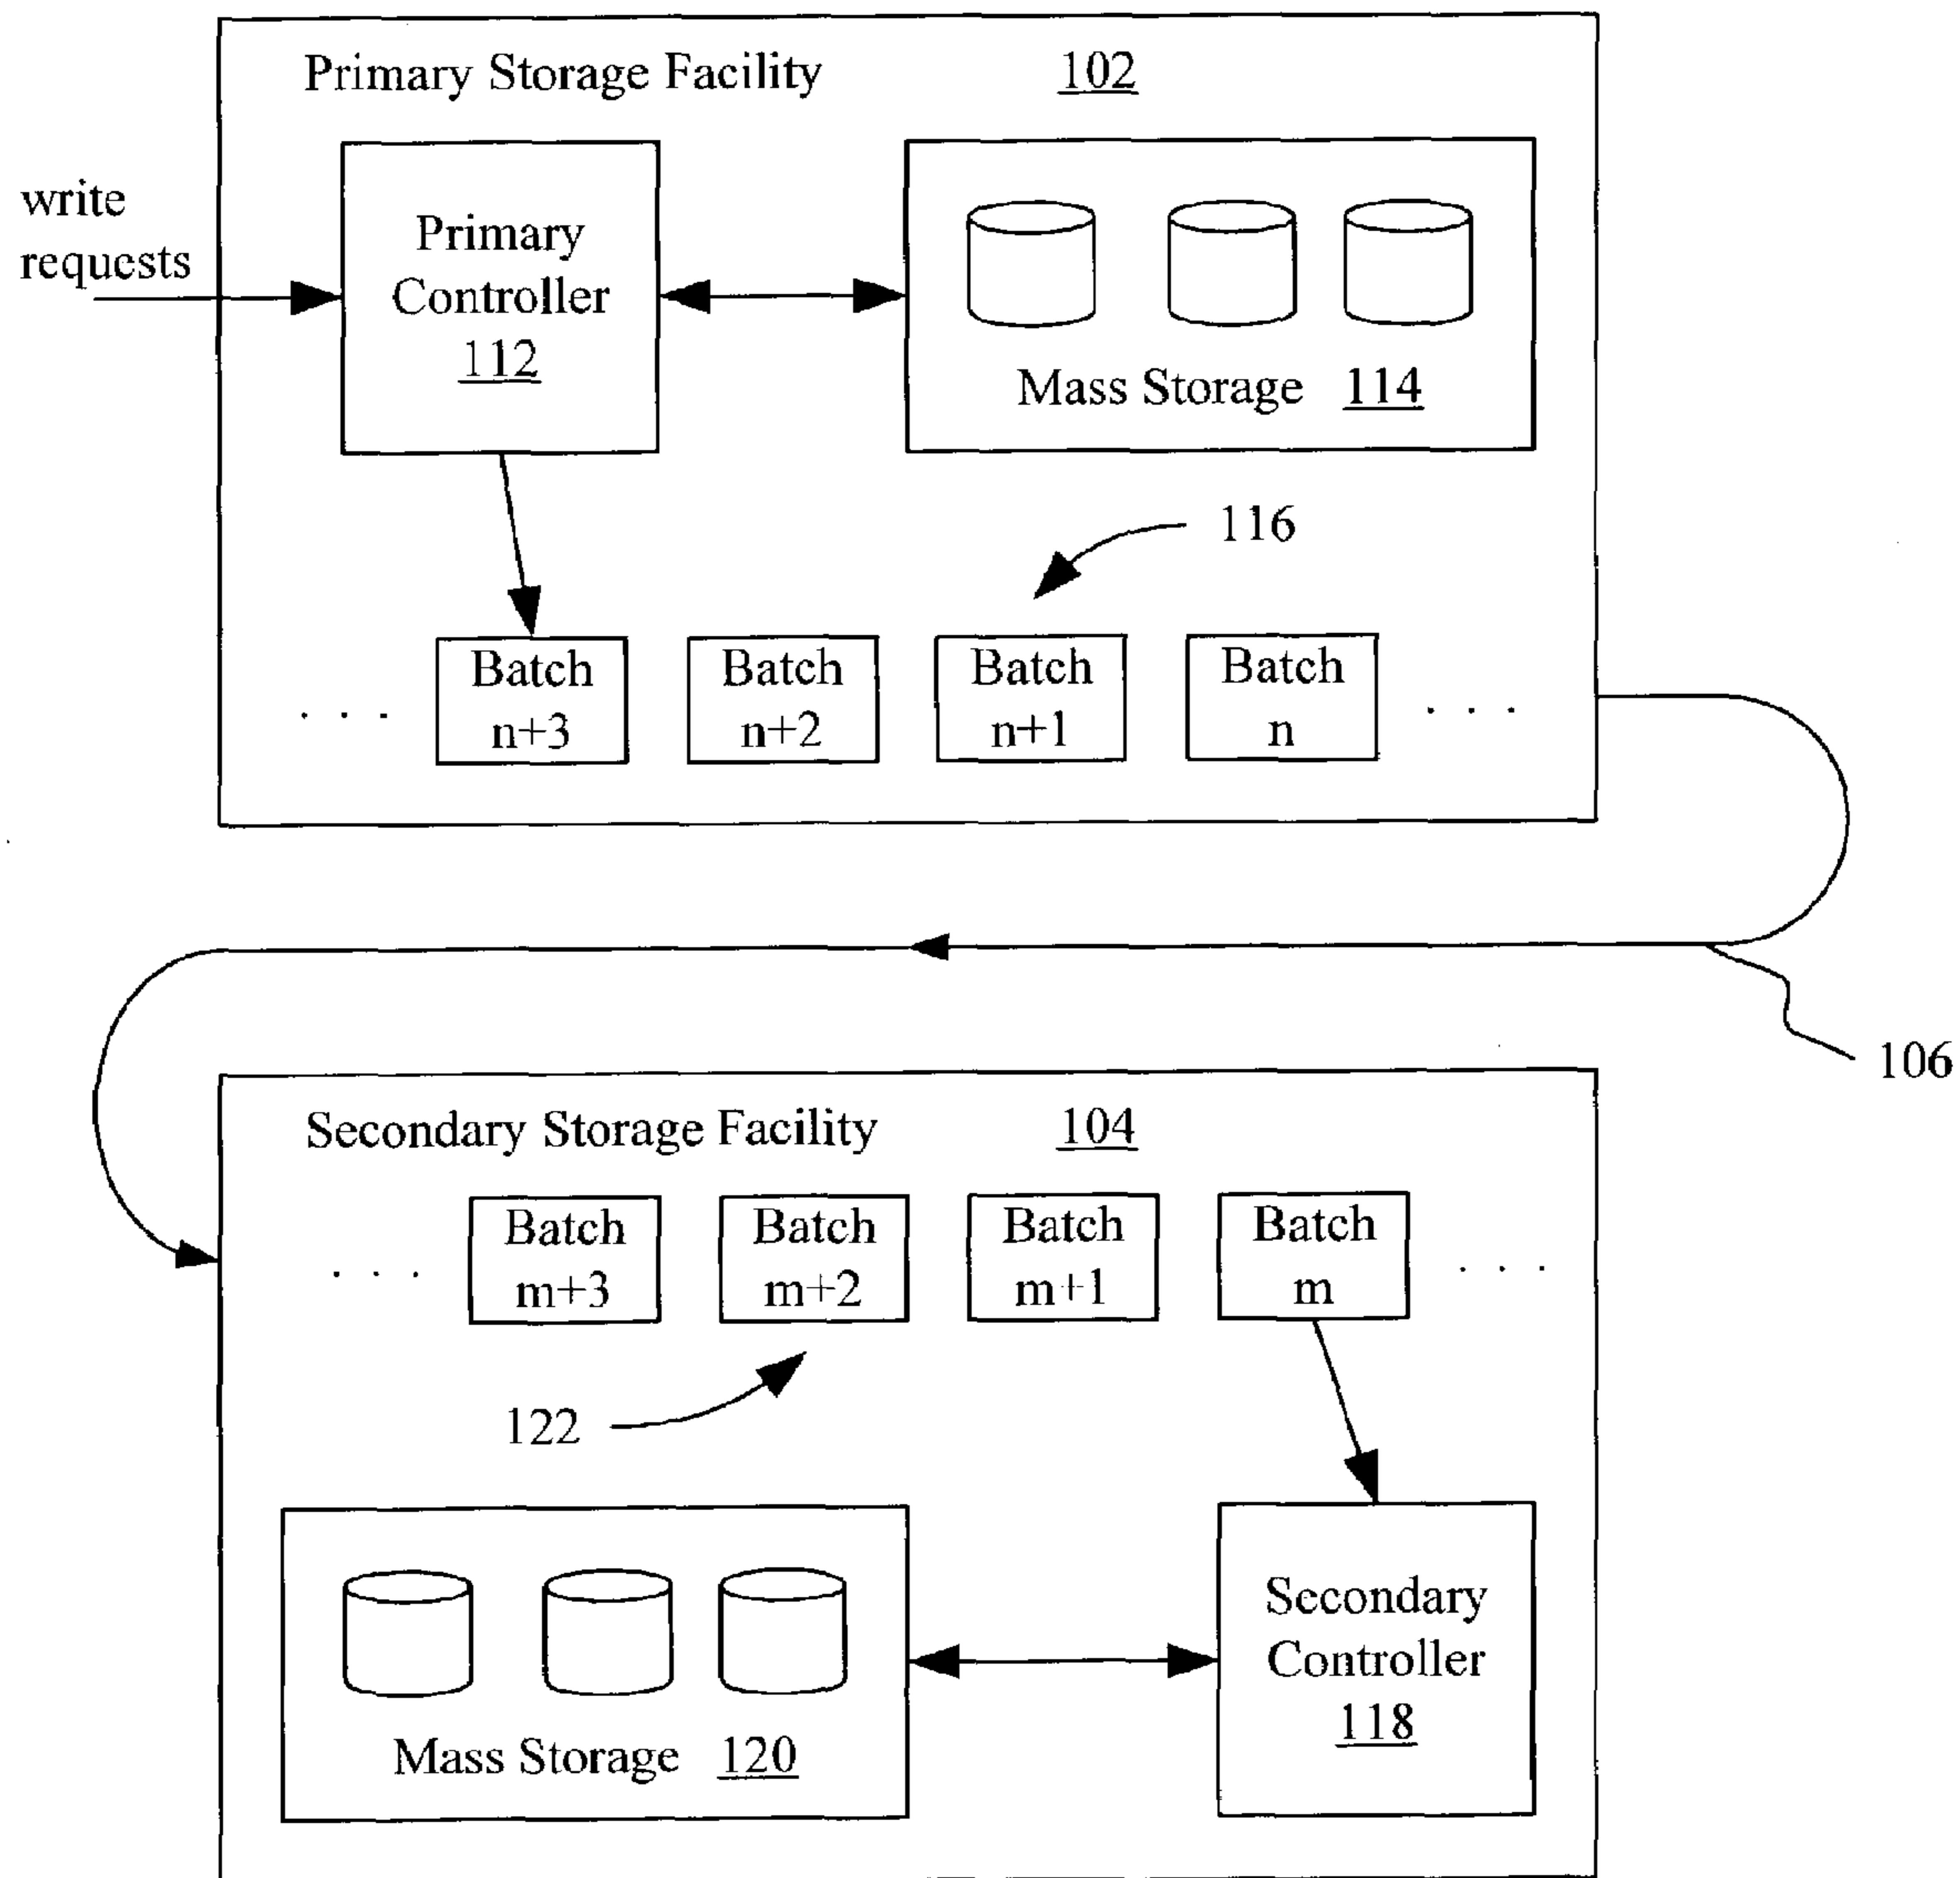 Primary Storage Facility 102
write
requests
Primary
Controller
112
Mass Storage 114
116
. . .
Batch
n+3
Batch
n+2
Batch
n+1
Batch
n
. . .
106
Secondary Storage Facility 104
. . .
Batch
m+3
Batch
m+2
Batch
m+1
Batch
m
. . .
122
Mass Storage 120
Secondary
Controller
118